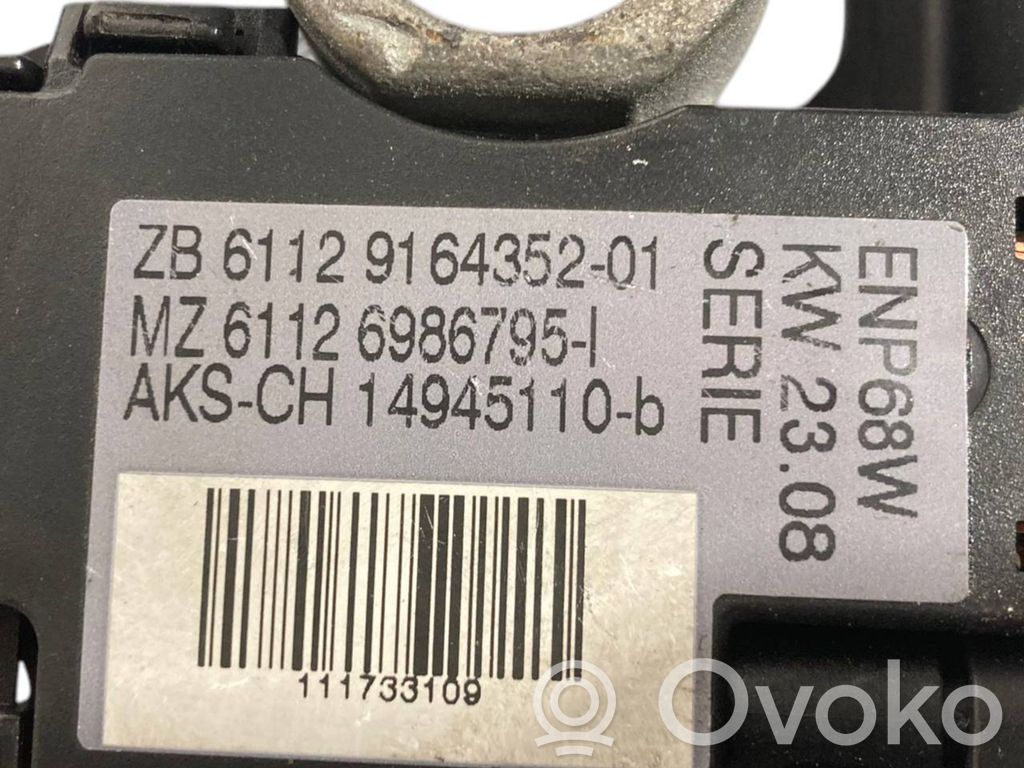 ZB 6112 9164352-01
MZ 6112 6986795-I
AKS-CH 14945110-b
ENP68W
KW 23.08
SERIE
111733109
Ovoko